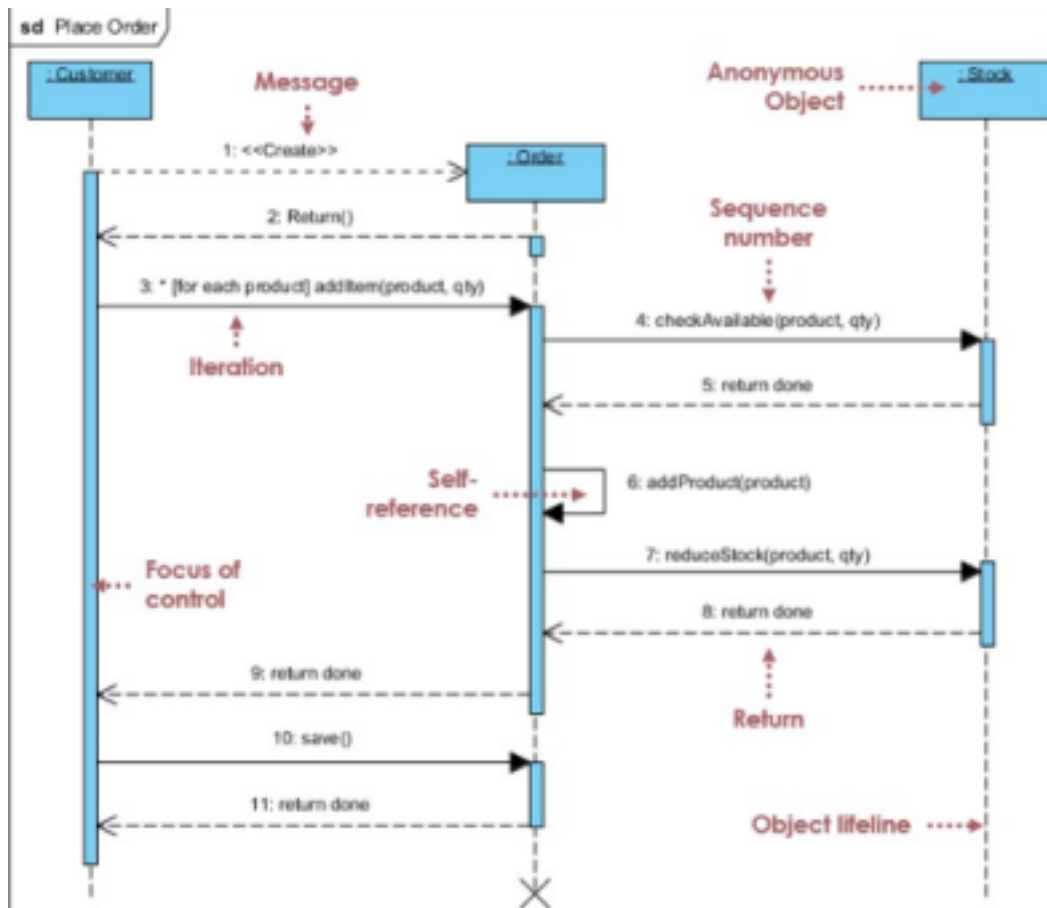 sd Place Order
: Customer
Message
Anonymous
Object
: Stock
1: <<Create>>
: Order
2: Return()
Sequence
number
3: * [for each product] addItem(product, qty)
4: checkAvailable(product, qty)
Iteration
5: return done
Self-
reference
6: addProduct(product)
7: reduceStock(product, qty)
Focus of
control
8: return done
9: return done
Return
10: save()
11: return done
Object lifeline